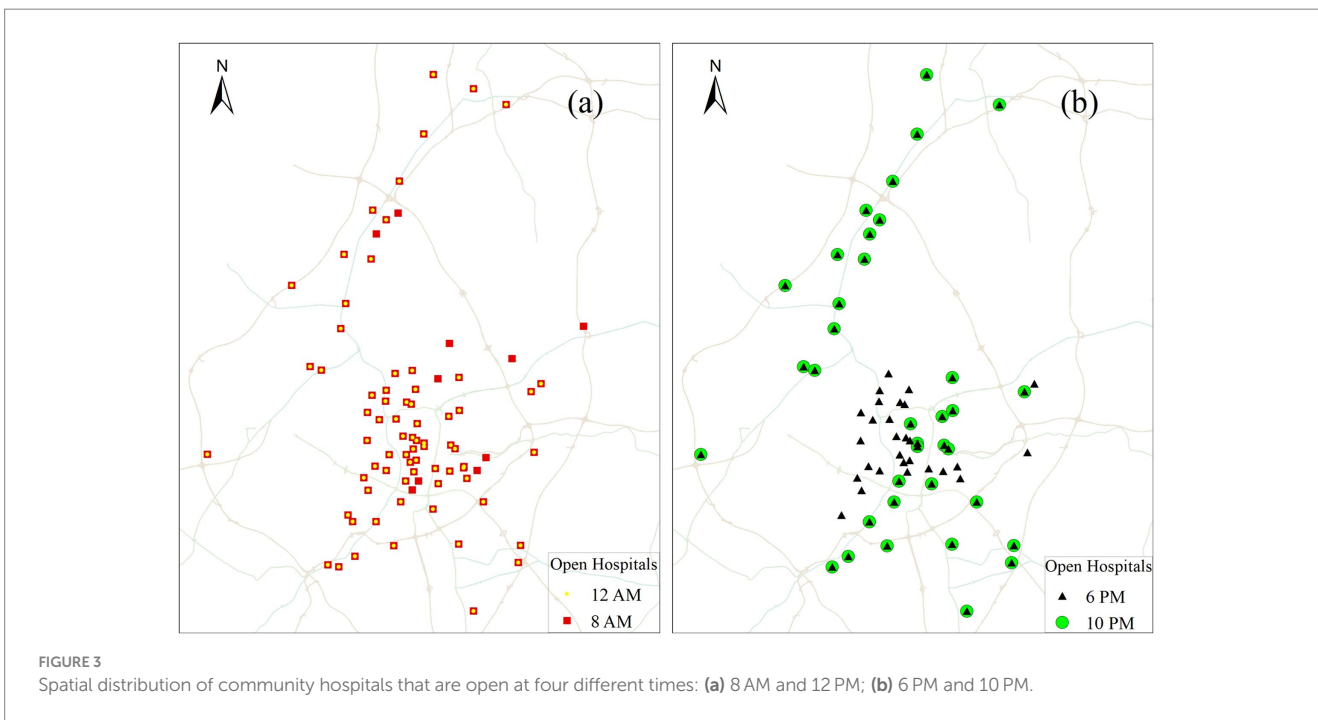 N
(a)
Open Hospitals
12 AM
8 AM
N
(b)
Open Hospitals
6 PM
10 PM
FIGURE 3
Spatial distribution of community hospitals that are open at four different times: (a) 8 AM and 12 PM; (b) 6 PM and 10 PM.